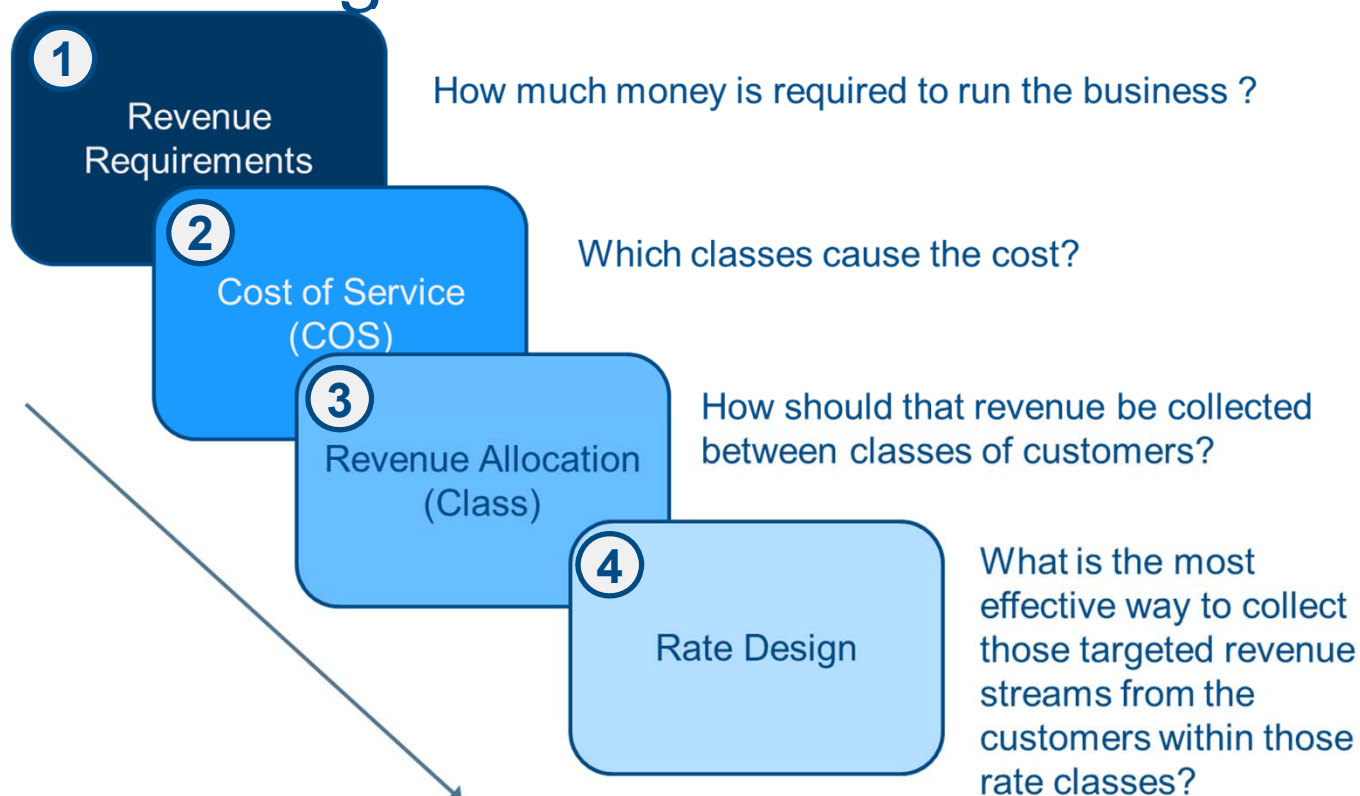 1
Revenue
Requirements
How much money is required to run the business ?
2
Cost of Service
(COS)
Which classes cause the cost?
3
Revenue Allocation
(Class)
How should that revenue be collected
between classes of customers?
4
Rate Design
What is the most
effective way to collect
those targeted revenue
streams from the
customers within those
rate classes?